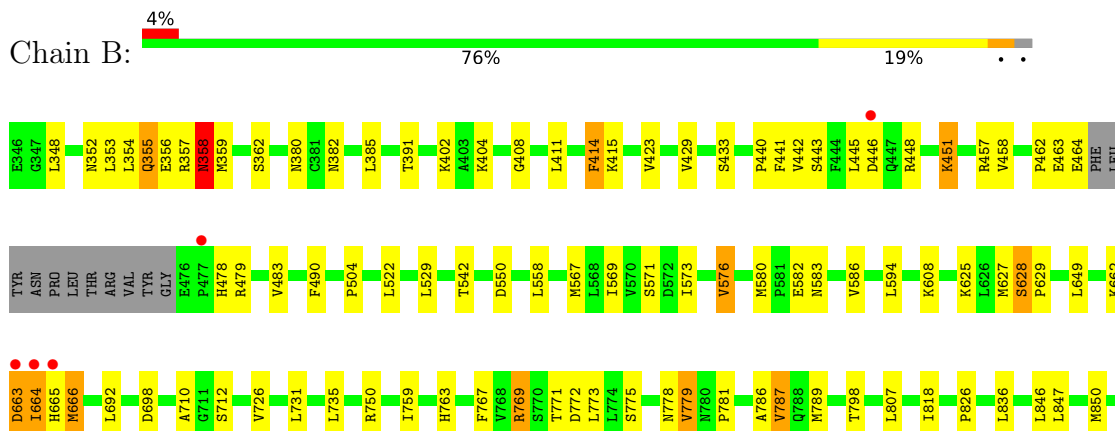 4%
Chain B:
76% 19% • •
E346 G347 L348 N352 L353 L354 Q355 E356 R357 N358 M359 S362 N380 C381 N382 L385 T391 K402 A403 K404 G408 L411 F414 K415 V423 V429 S433 P440 F441 V442 S443 F444 L445 D446 Q447 R448 K451 R457 V458 P462 E463 E464 PHE LEU
TYR ASN PRO LEU THR ARG VAL TYR GLY E476 P477 H478 R479 V483 F490 P504 L522 L529 T542 D550 L558 M567 L568 I569 V570 S571 D572 I573 V576 M580 P581 E582 N583 V586 L594 K608 K625 L626 M627 S628 P629 L649 K662
D663 I664 H665 M666 L692 D698 A710 G711 S712 V726 L731 L735 R750 I759 H763 F767 V768 R769 S770 T771 D772 L773 L774 S775 N778 V779 N780 P781 A786 V787 Q788 M789 T798 L807 I818 P826 L836 L846 L847 M850